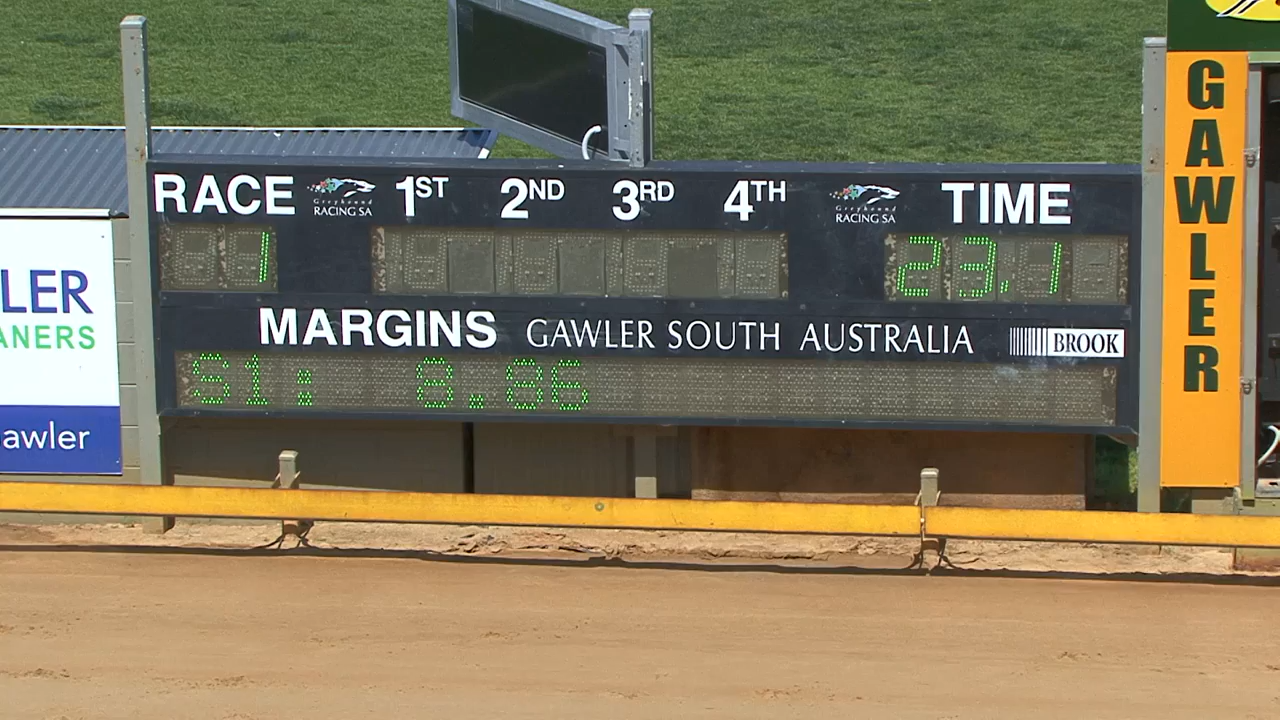 RACE Greyhound RACING SA 1ST 2ND 3RD 4TH Greyhound RACING SA TIME
1 23.1
MARGINS GAWLER SOUTH AUSTRALIA BROOK
S1: 8.86
GAWLER
LER
ANERS
awler